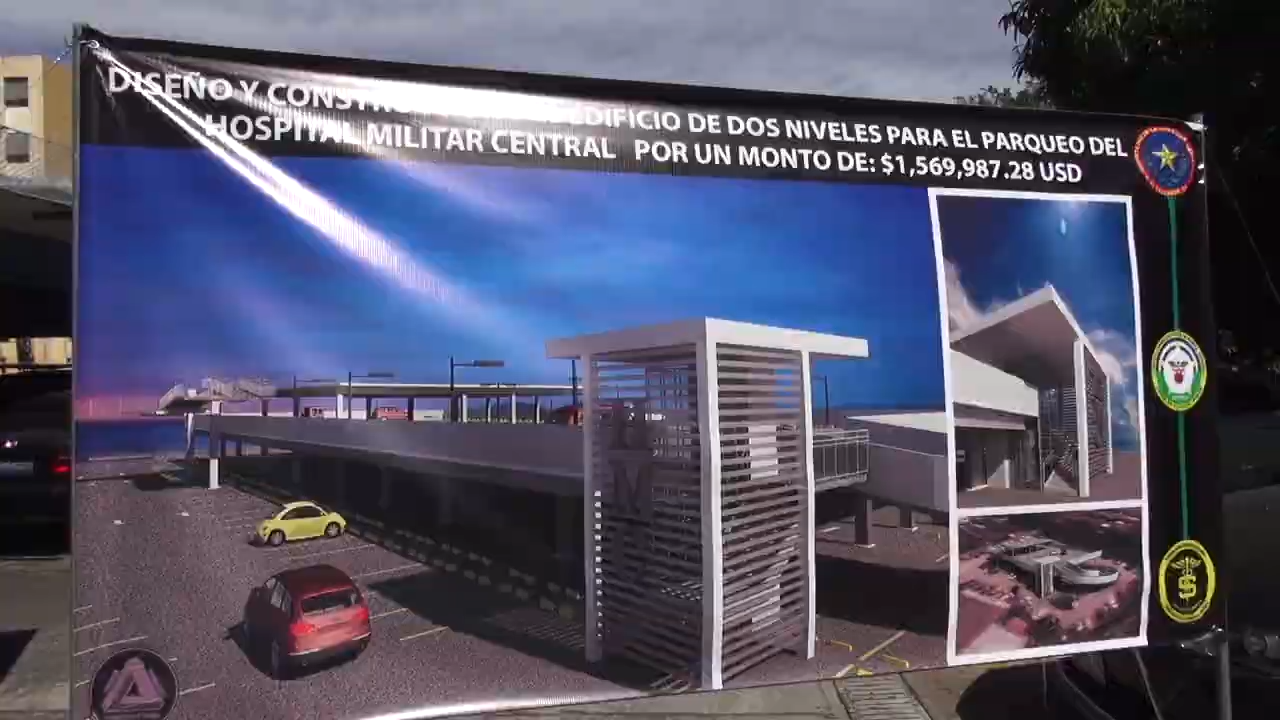 DISEÑO Y EDIFICIO DE DOS NIVELES PARA EL PARQUEO DEL
HOSPITAL MILITAR CENTRAL POR UN MONTO DE: $1,569,987.28 USD